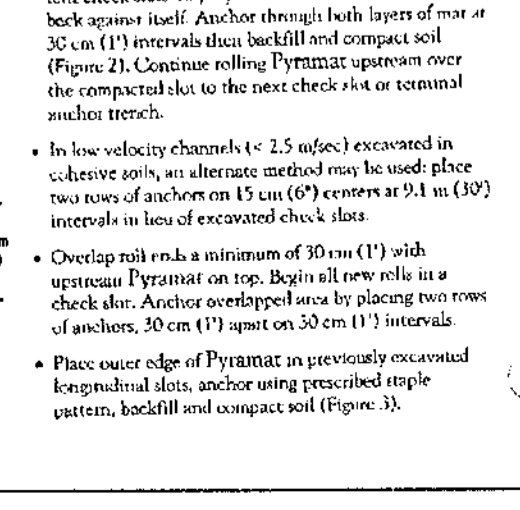 back against itself. Anchor through both layers of mat at
30 cm (1') intervals then backfill and compact soil
(Figure 2). Continue rolling Pyramat upstream over
the compacted slot to the next check slot or terminal
anchor trench.
• In low velocity channels (< 2.5 m/sec) excavated in
cohesive soils, an alternate method may be used: place
two rows of anchors on 15 cm (6") centers at 9.1 m (30')
intervals in lieu of excavated check slots.
• Overlap roll ends a minimum of 30 cm (1') with
upstream Pyramat on top. Begin all new rolls in a
check slot. Anchor overlapped area by placing two rows
of anchors, 30 cm (1') apart on 30 cm (1') intervals.
• Place outer edge of Pyramat in previously excavated
longitudinal slots, anchor using prescribed staple
pattern, backfill and compact soil (Figure 3).